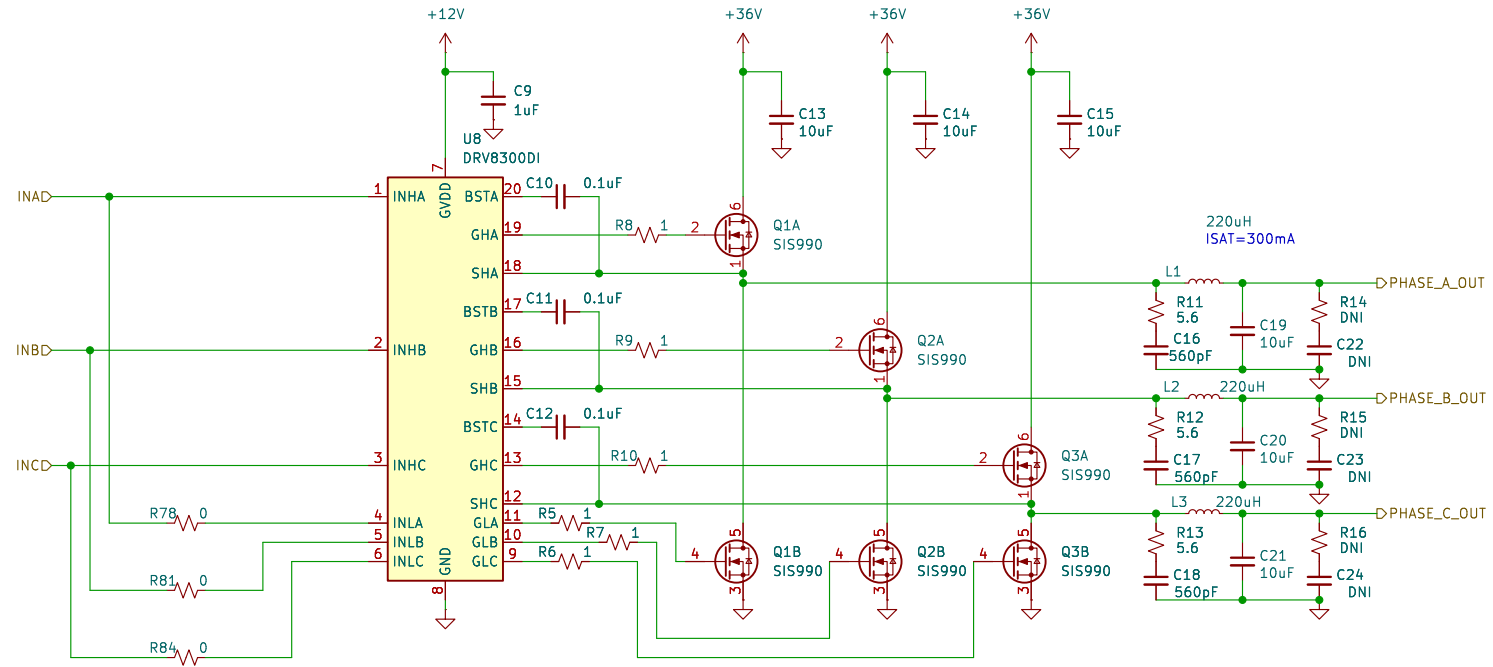 +12V +36V +36V +36V
C9
1uF
C13
10uF
C14
10uF
C15
10uF
U8
DRV8300DI
7
GVDD
INA
1 INHA
BSTA 20
C10 0.1uF
GHA 19
R8 1
2
6
1
Q1A
SIS990
SHA 18
220uH
ISAT=300mA
L1
PHASE_A_OUT
BSTB 17
C11 0.1uF
R11
5.6
C16
560pF
C19
10uF
R14
DNI
C22
DNI
INB
2 INHB
GHB 16
R9 1
2
6
1
Q2A
SIS990
SHB 15
L2 220uH
PHASE_B_OUT
BSTC 14
C12 0.1uF
R12
5.6
C17
560pF
C20
10uF
R15
DNI
C23
DNI
INC
3 INHC
GHC 13
R10 1
2
6
1
Q3A
SIS990
SHC 12
L3 220uH
PHASE_C_OUT
R78 0
4 INLA
GLA 11
R5 1
5 INLB
GLB 10
R7 1
6 INLC
GLC 9
R6 1
GND
8
R81 0
R84 0
4
5
3
Q1B
SIS990
4
5
3
Q2B
SIS990
4
5
3
Q3B
SIS990
R13
5.6
C18
560pF
C21
10uF
R16
DNI
C24
DNI